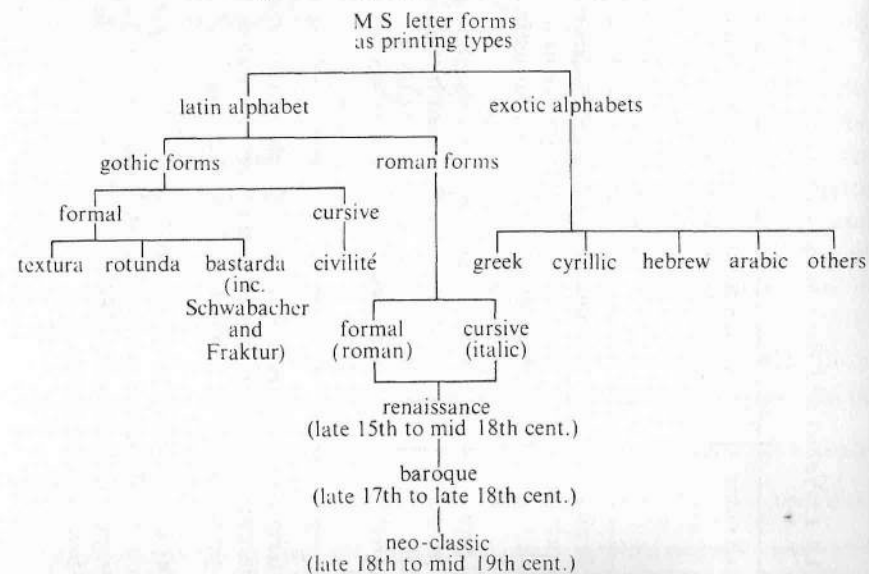 MS letter forms
as printing types
latin alphabet
exotic alphabets
gothic forms
roman forms
formal
cursive
textura
rotunda
bastarda
(inc.
Schwabacher
and
Fraktur)
civilité
greek
cyrillic
hebrew
arabic
others
formal
(roman)
cursive
(italic)
renaissance
(late 15th to mid 18th cent.)
baroque
(late 17th to late 18th cent.)
neo-classic
(late 18th to mid 19th cent.)